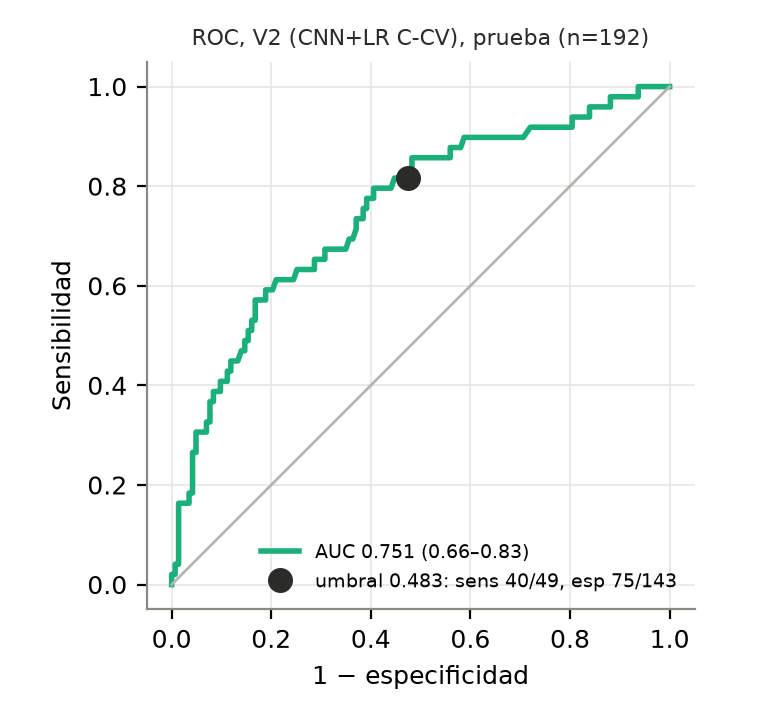 ROC, V2 (CNN+LR C-CV), prueba (n=192)
1.0
0.8
0.6
0.4
0.2
0.0
Sensibilidad
AUC 0.751 (0.66–0.83)
umbral 0.483: sens 40/49, esp 75/143
0.0 0.2 0.4 0.6 0.8 1.0
1 − especificidad